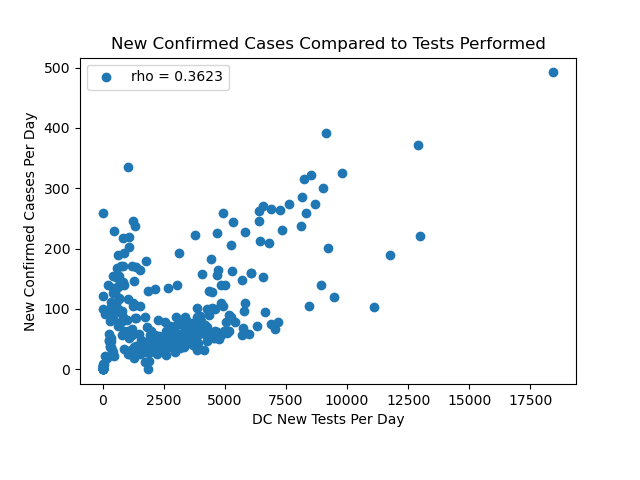 New Confirmed Cases Compared to Tests Performed
rho = 0.3623
500
400
300
200
100
0
New Confirmed Caeses Per Day
0 2500 5000 7500 10000 12500 15000 17500
DC New Tests Per Day